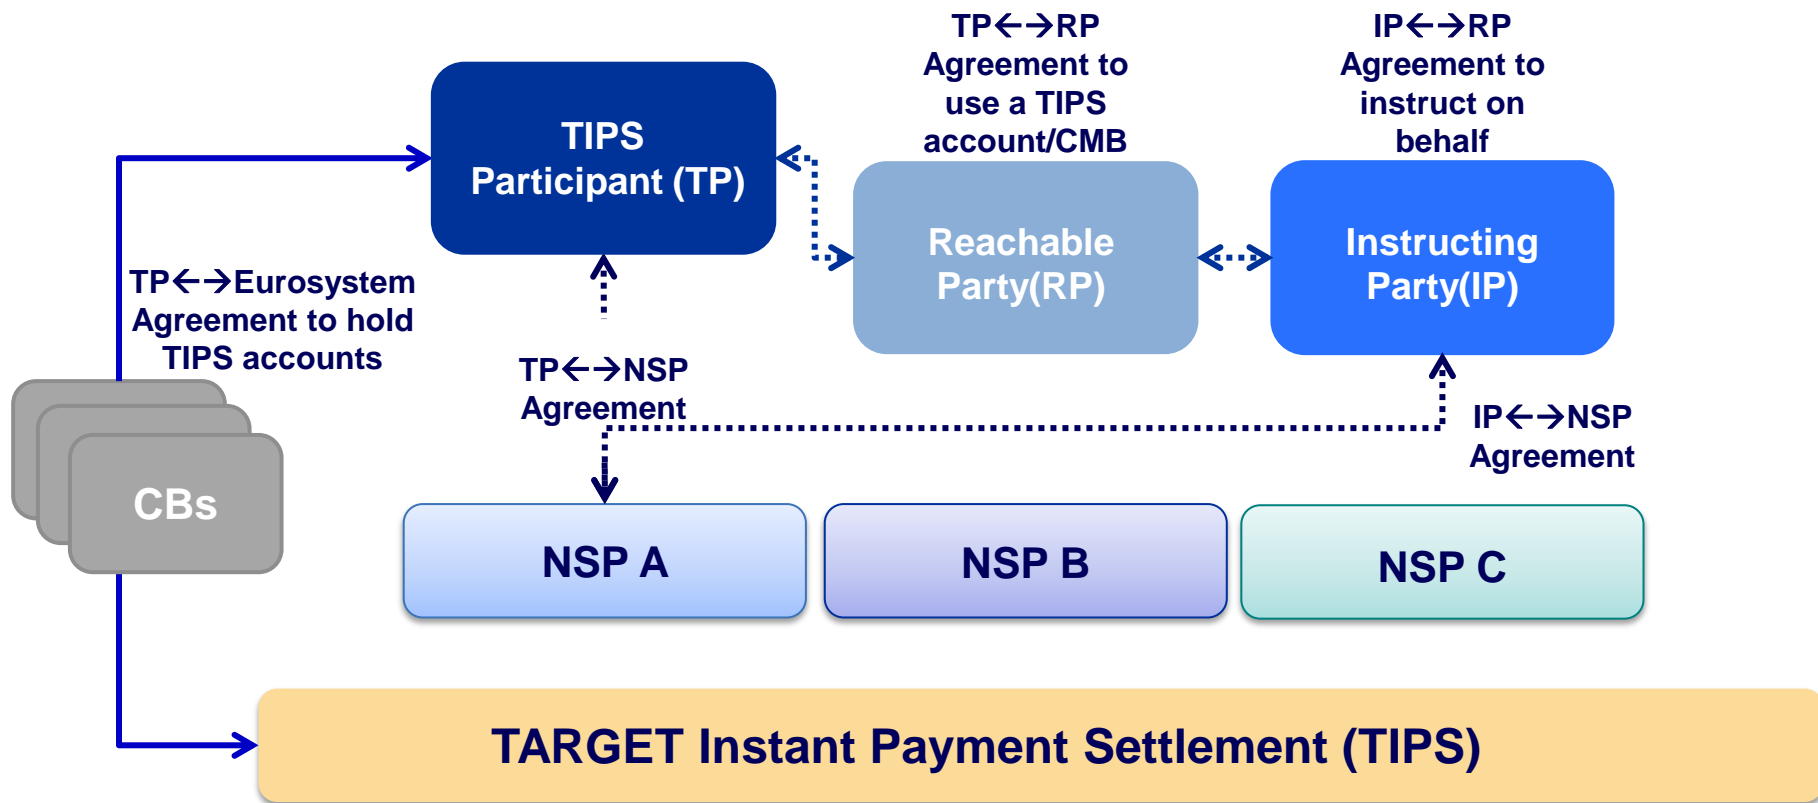 TP←→RP
Agreement to
use a TIPS
account/CMB
IP←→RP
Agreement to
instruct on
behalf
TIPS
Participant (TP)
Reachable
Party(RP)
Instructing
Party(IP)
TP←→Eurosystem
Agreement to hold
TIPS accounts
TP←→NSP
Agreement
IP←→NSP
Agreement
CBs
NSP A
NSP B
NSP C
TARGET Instant Payment Settlement (TIPS)